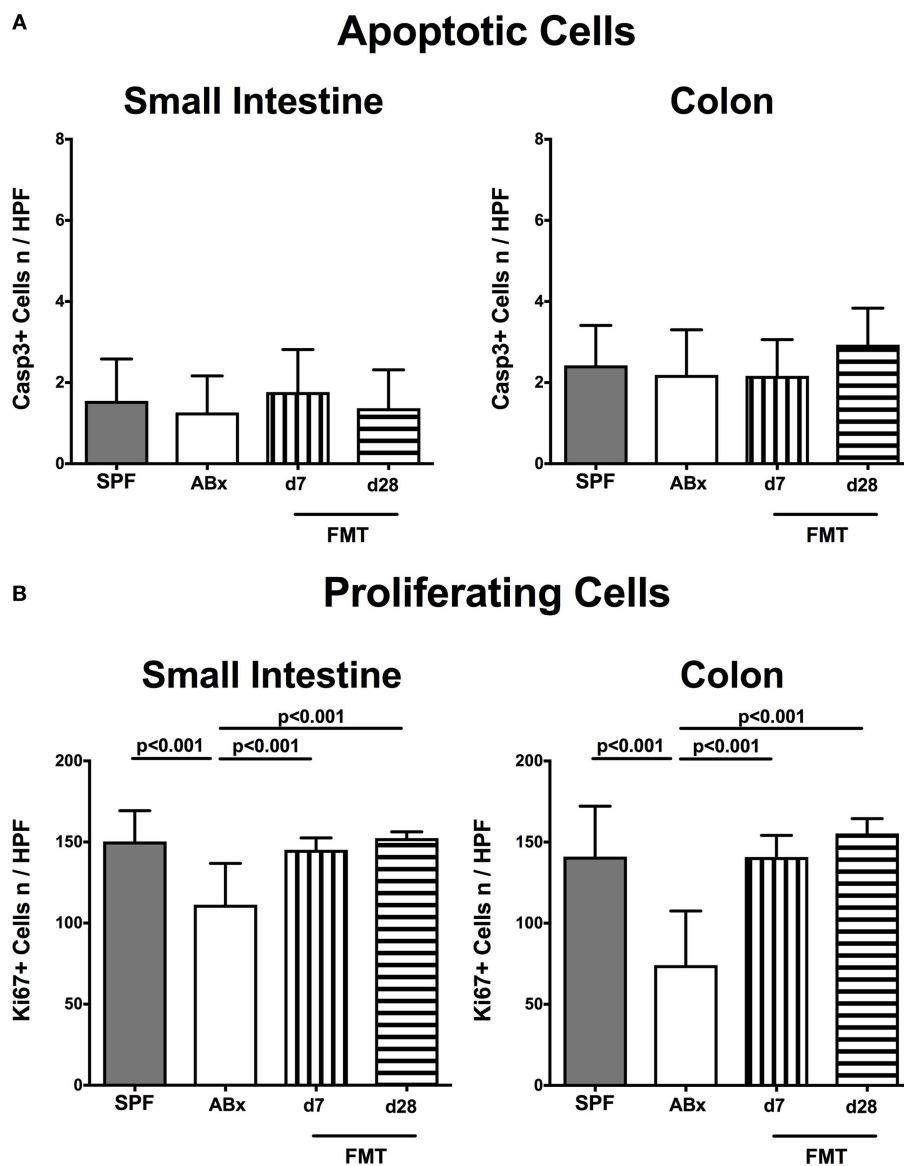 A
Apoptotic Cells
Small Intestine
Casp3+ Cells n / HPF
8
6
4
2
0
SPF ABx d7 d28
FMT
Colon
Casp3+ Cells n / HPF
8
6
4
2
0
SPF ABx d7 d28
FMT
B
Proliferating Cells
Small Intestine
p<0.001
p<0.001 p<0.001
Ki67+ Cells n / HPF
200
150
100
50
0
SPF ABx d7 d28
FMT
Colon
p<0.001
p<0.001 p<0.001
Ki67+ Cells n / HPF
200
150
100
50
0
SPF ABx d7 d28
FMT